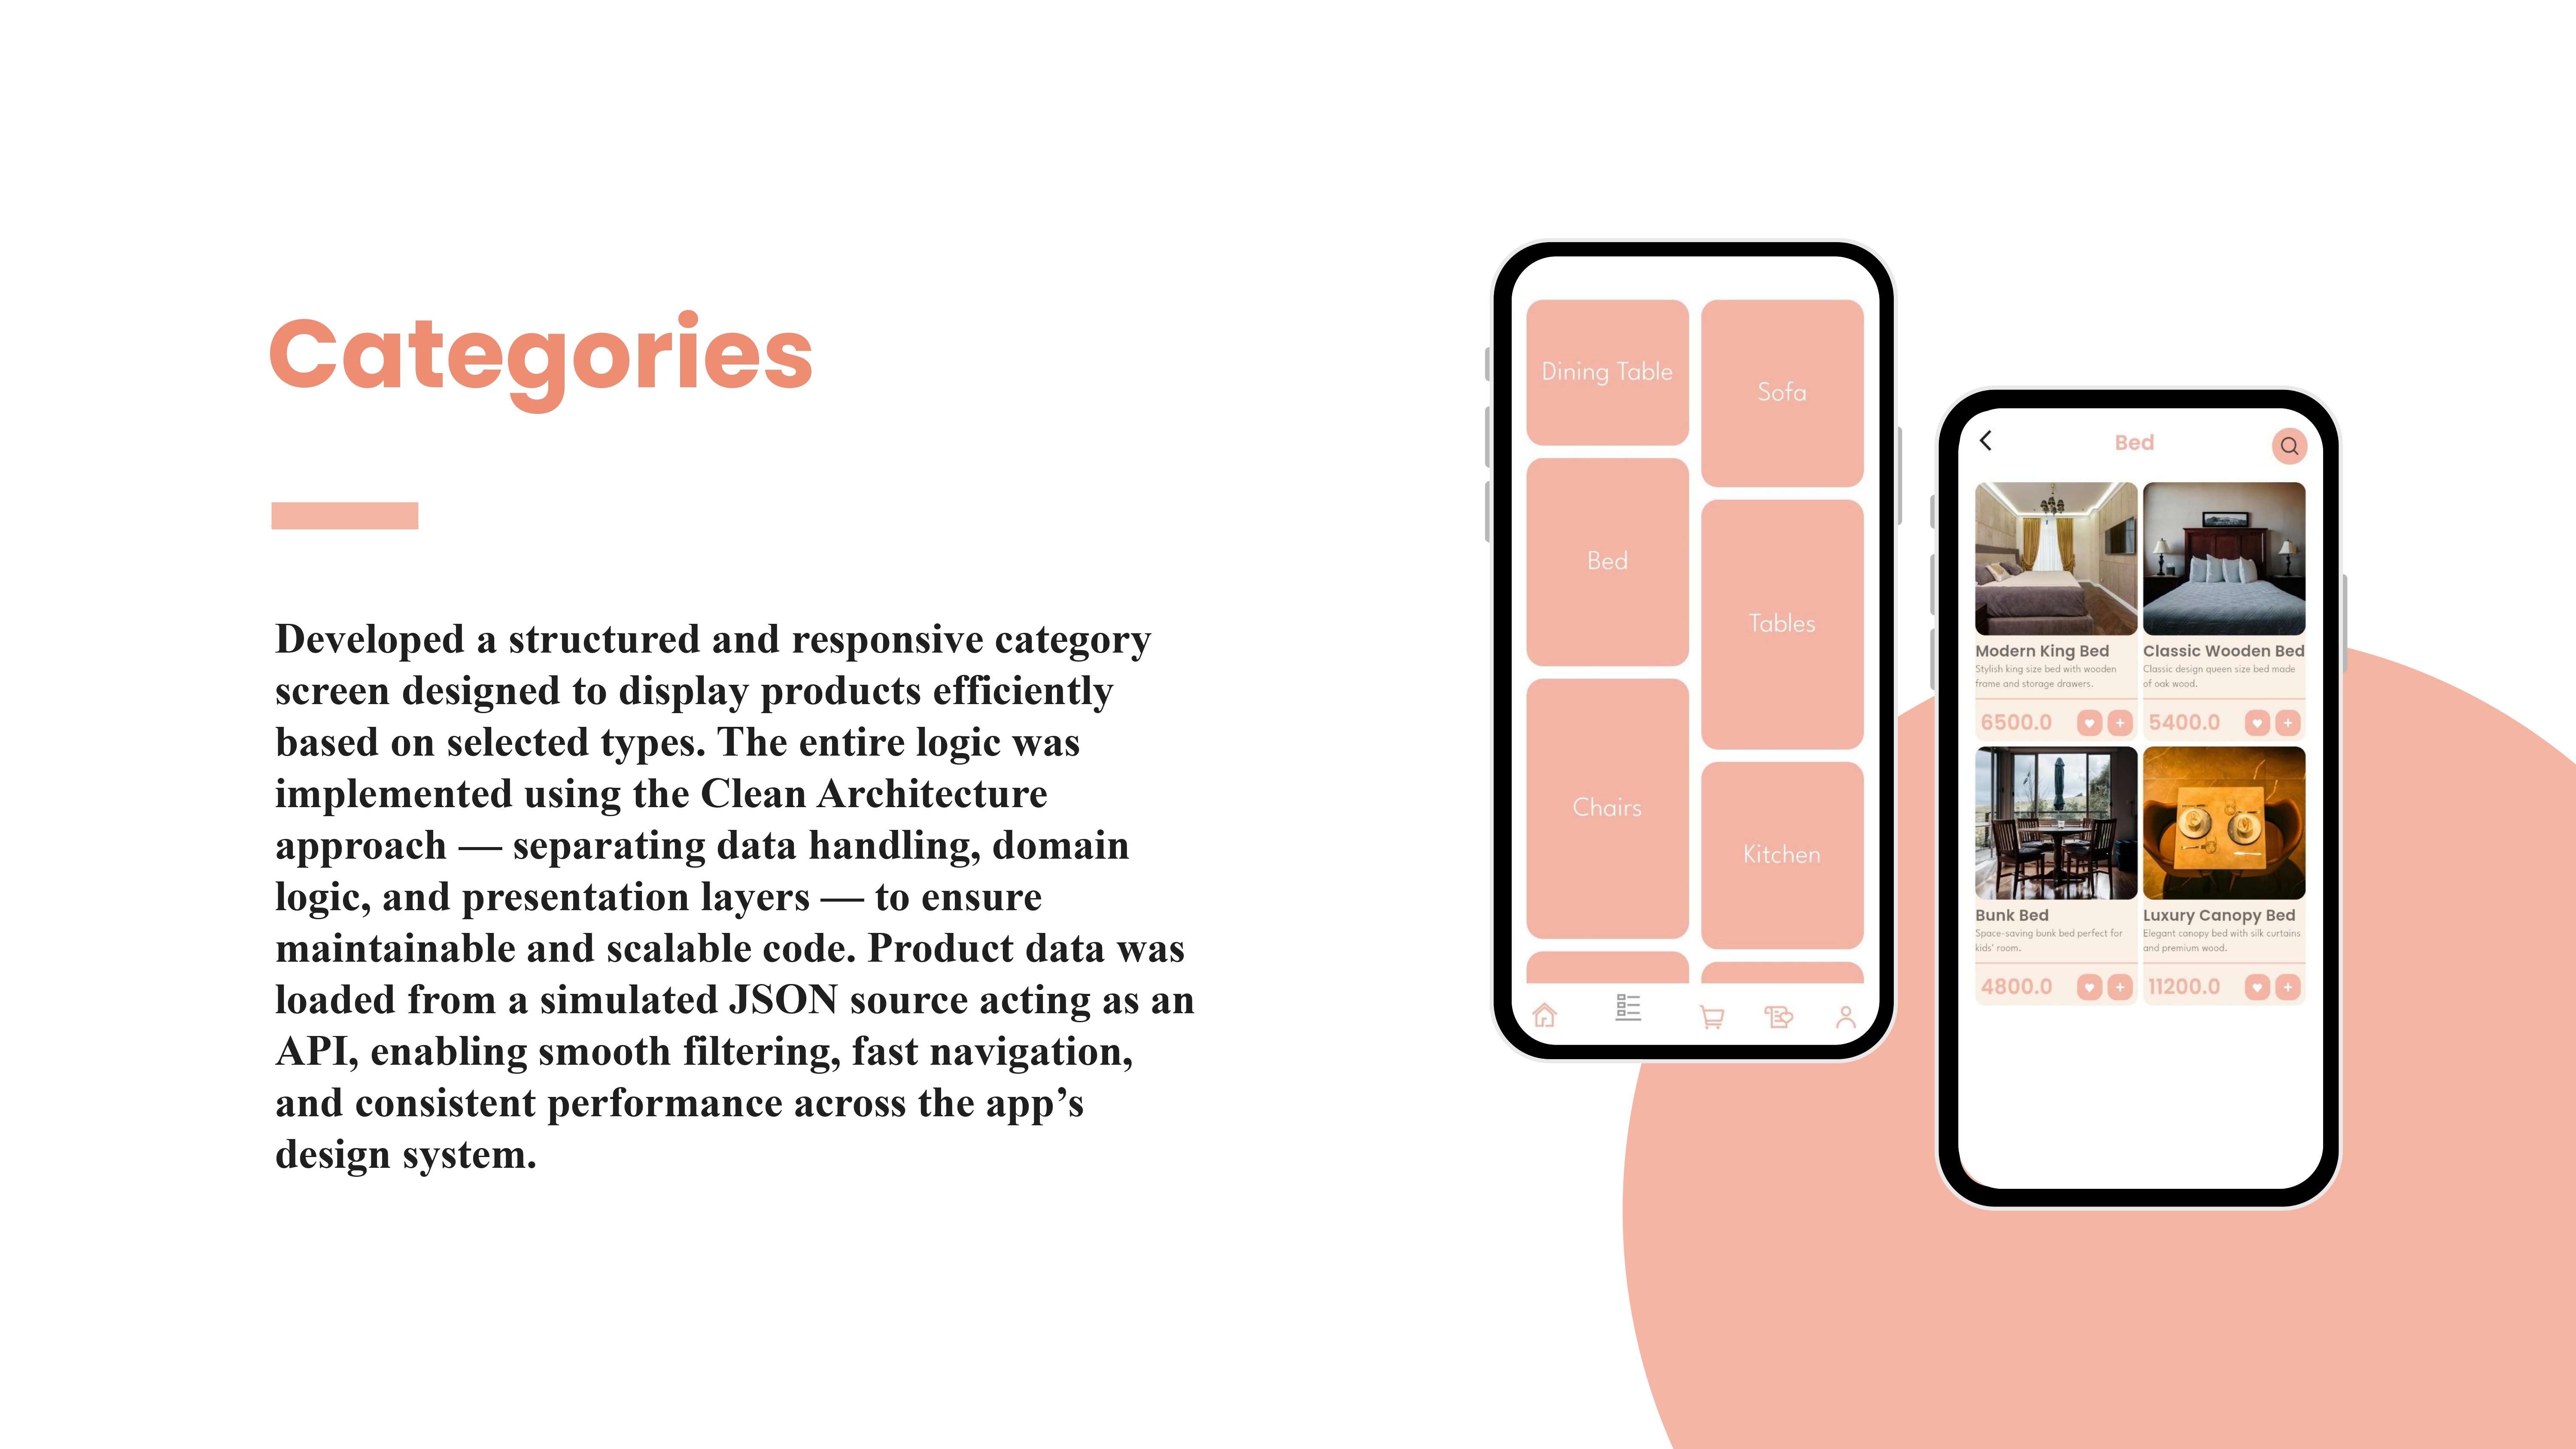 Categories
Developed a structured and responsive category
screen designed to display products efficiently
based on selected types. The entire logic was
implemented using the Clean Architecture
approach — separating data handling, domain
logic, and presentation layers — to ensure
maintainable and scalable code. Product data was
loaded from a simulated JSON source acting as an
API, enabling smooth filtering, fast navigation,
and consistent performance across the app’s
design system.
Dining Table
Sofa
Bed
Tables
Chairs
Kitchen
Bed
Modern King Bed
Stylish king size bed with wooden
frame and storage drawers.
6500.0
Classic Wooden Bed
Classic design queen size bed made
of oak wood.
5400.0
Bunk Bed
Space-saving bunk bed perfect for
kids' room.
4800.0
Luxury Canopy Bed
Elegant canopy bed with silk curtains
and premium wood.
11200.0